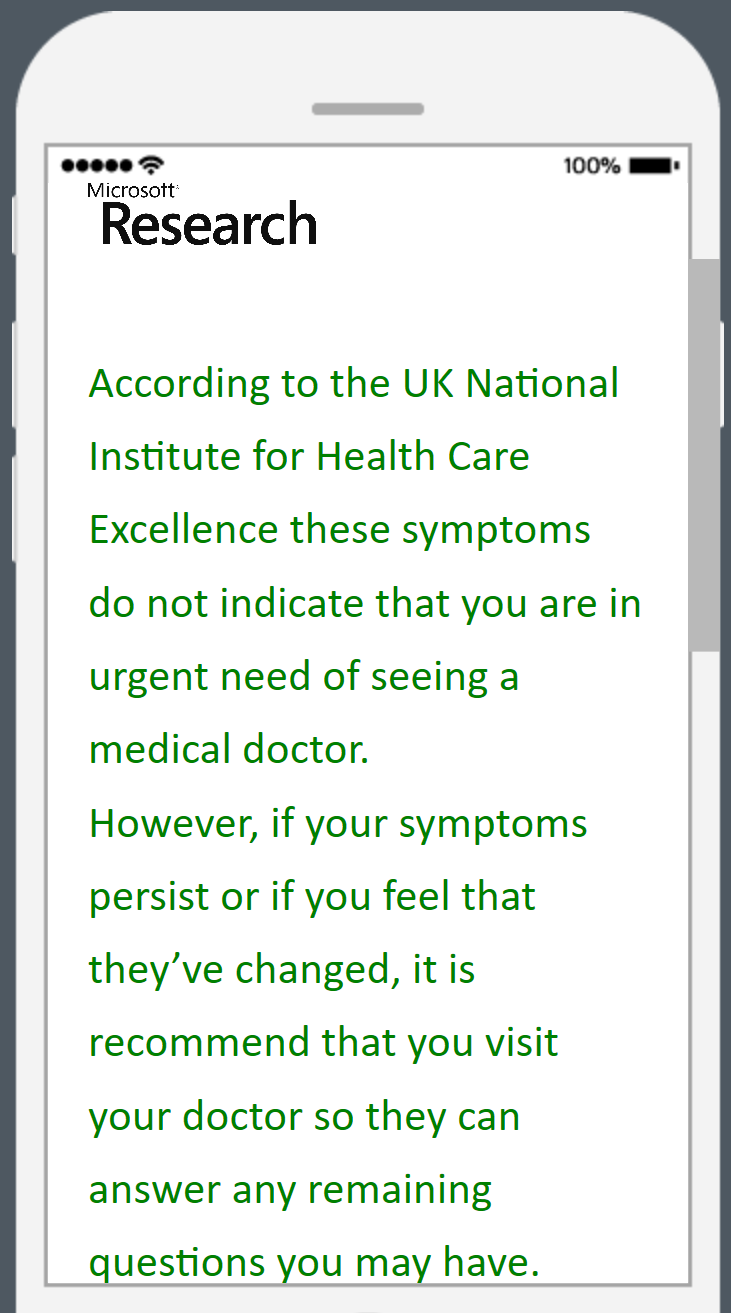 100%
Microsoft
Research
According to the UK National
Institute for Health Care
Excellence these symptoms
do not indicate that you are in
urgent need of seeing a
medical doctor.
However, if your symptoms
persist or if you feel that
they’ve changed, it is
recommend that you visit
your doctor so they can
answer any remaining
questions you may have.